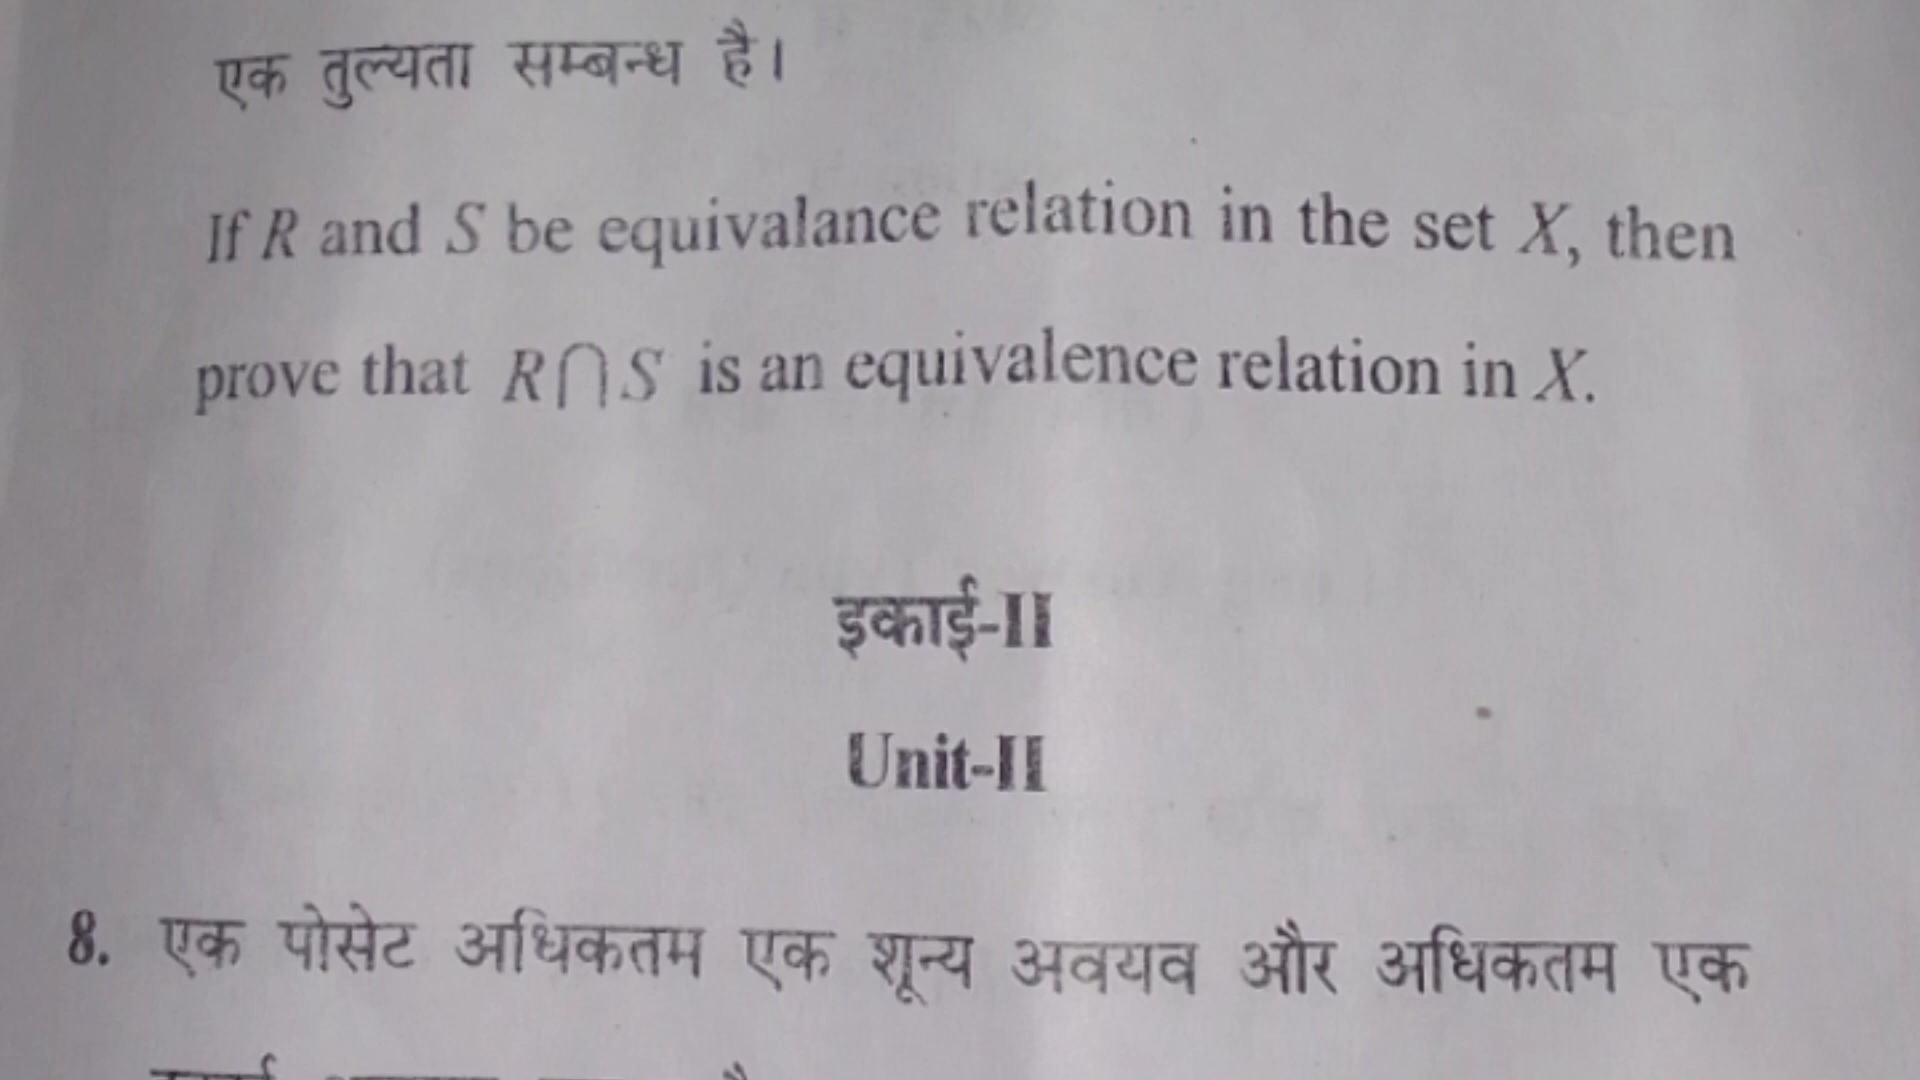 एक तुल्यता सम्बन्ध है।
If R and S be equivalance relation in the set X, then
prove that R∩S is an equivalence relation in X.
इकाई-II
Unit-II
8. एक पोसेट अधिकतम एक शून्य अवयव और अधिकतम एक